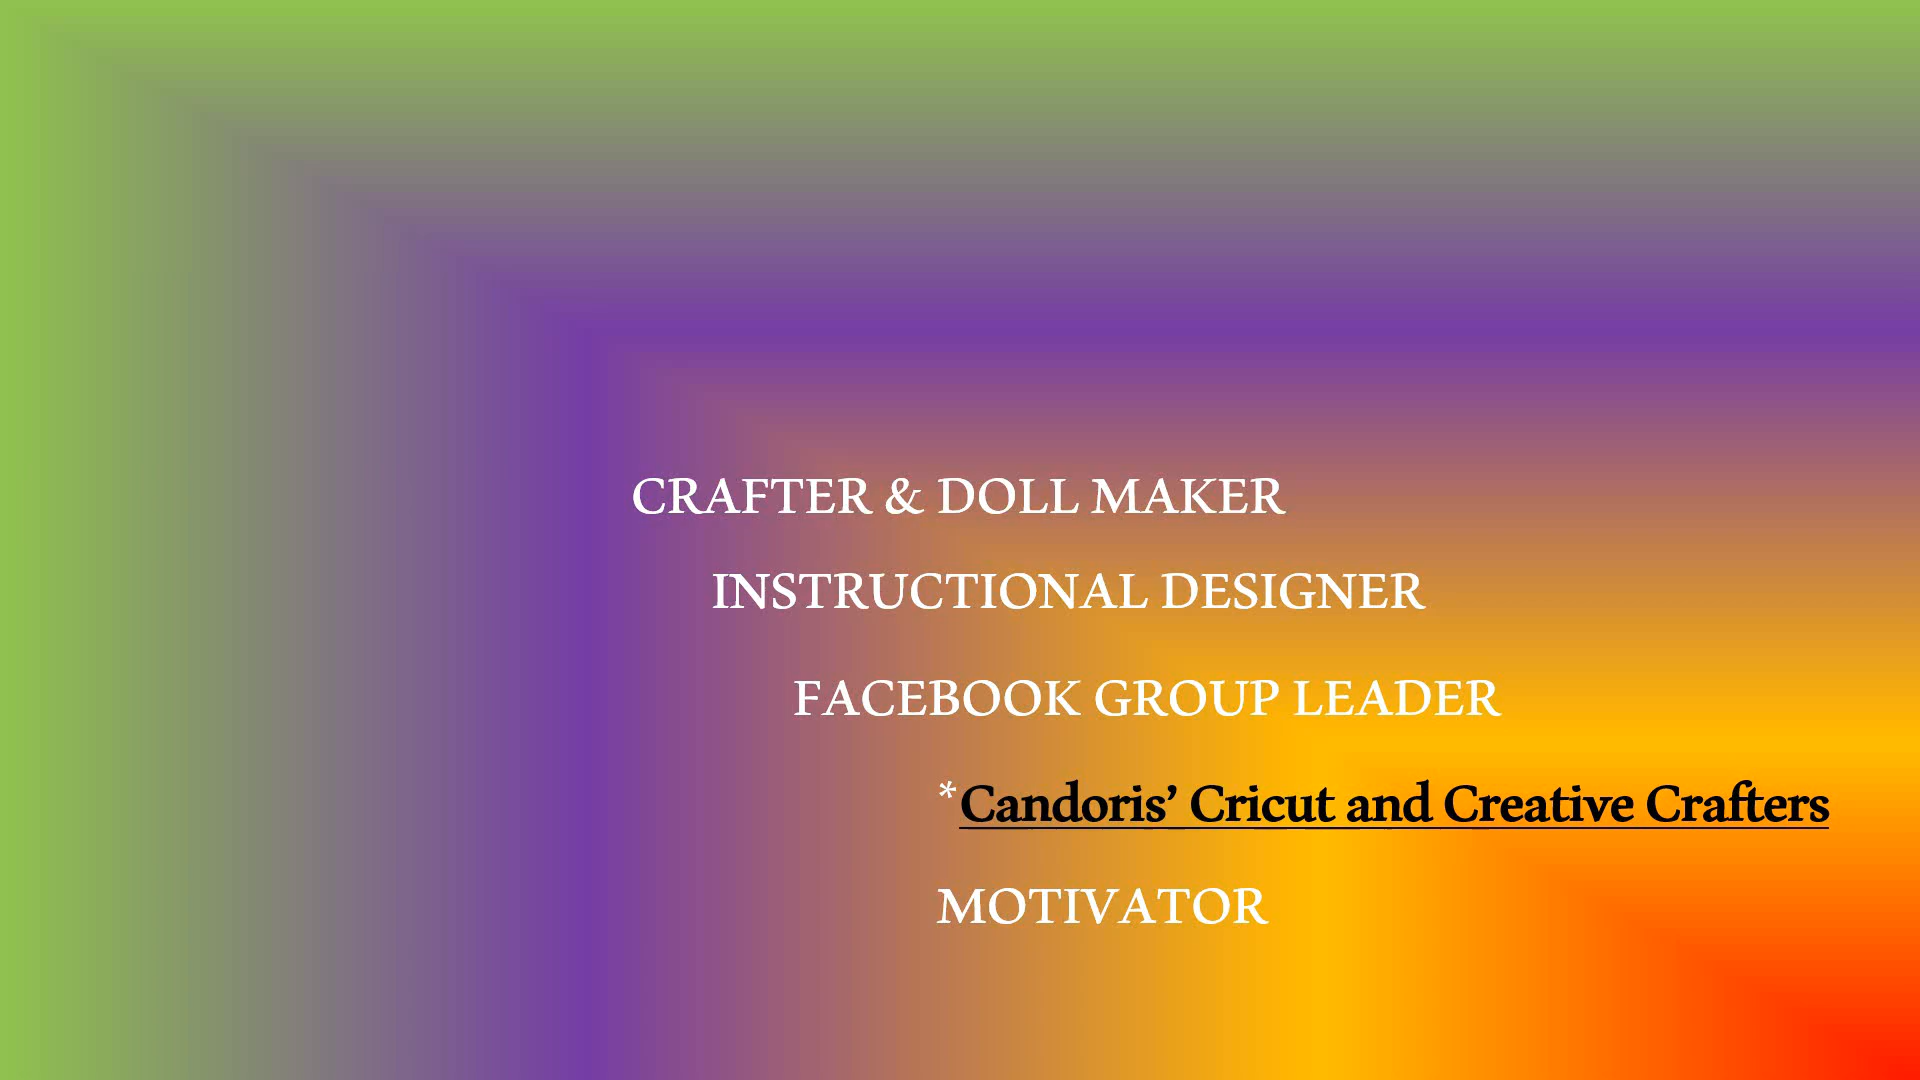 CRAFTER & DOLL MAKER
INSTRUCTIONAL DESIGNER
FACEBOOK GROUP LEADER
*Candoris’ Cricut and Creative Crafters
MOTIVATOR